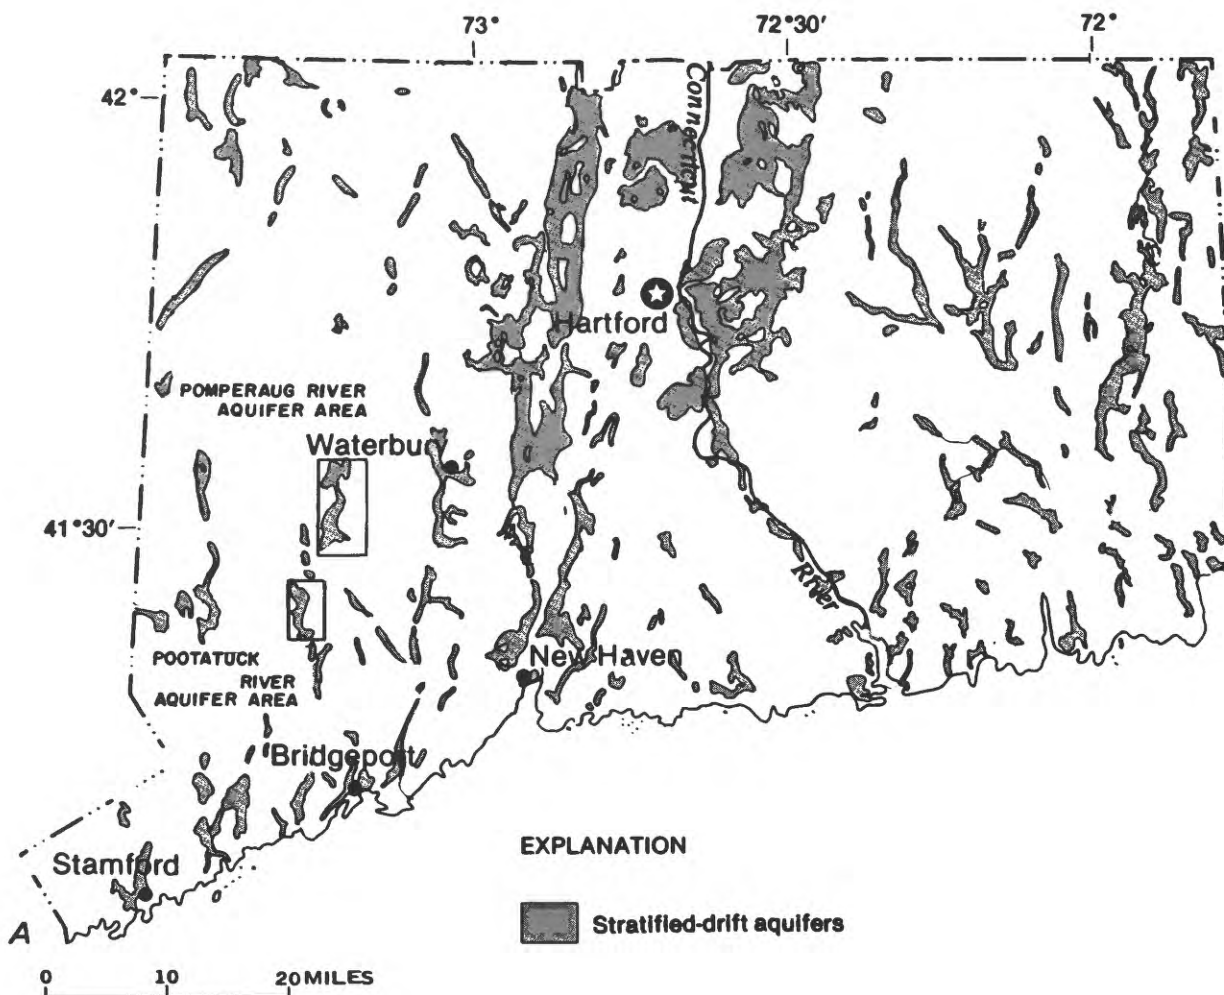 73°
72°30'
72°
42°
Connecticut
Hartford
POMPERAUG RIVER
AQUIFER AREA
Waterbury
41°30'
River
New Haven
POOTATUCK
RIVER
AQUIFER AREA
Bridgeport
EXPLANATION
Stamford
Stratified-drift aquifers
A
0 10 20 MILES